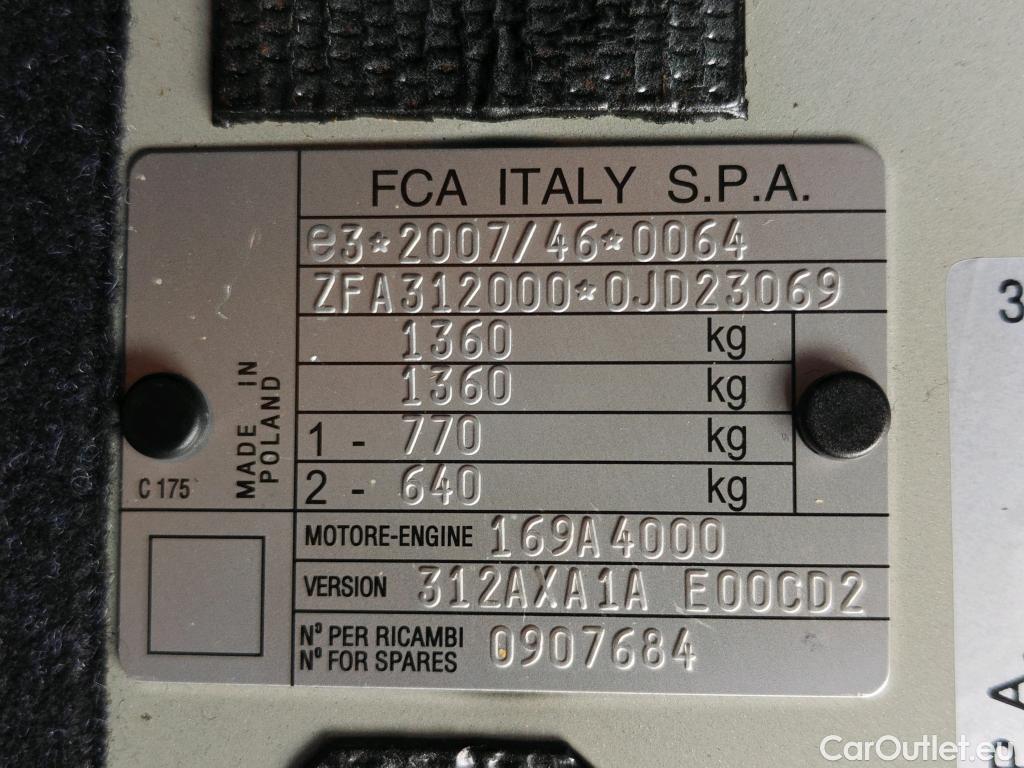 FCA ITALY S.P.A.
e3*2007/46*0064
ZFA312000*0JD23069
1360 kg
1360 kg
1 - 770 kg
2 - 640 kg
MADE IN
POLAND
C 175
MOTORE-ENGINE 169A4000
VERSION 312AXA1A E00CD2
N° PER RICAMBI
N° FOR SPARES 0907684
3
A
CarOutlet.eu